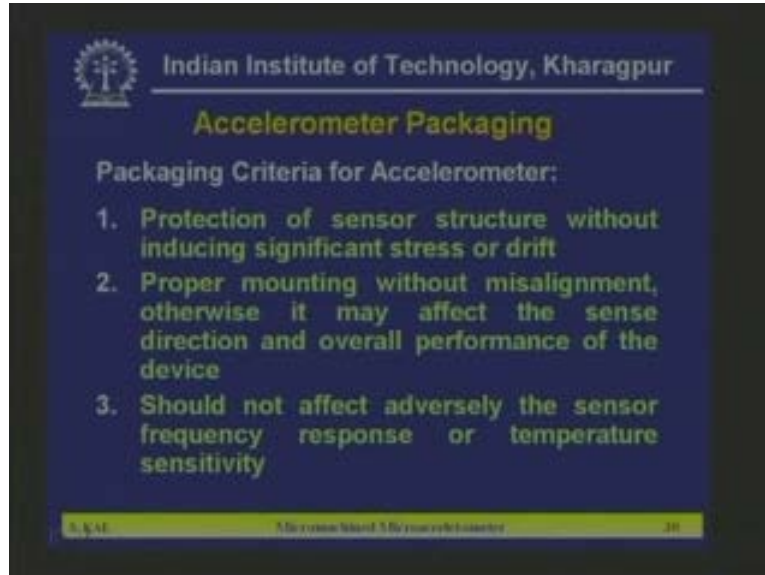 Indian Institute of Technology, Kharagpur
Accelerometer Packaging
Packaging Criteria for Accelerometer:
1. Protection of sensor structure without
inducing significant stress or drift
2. Proper mounting without misalignment,
otherwise it may affect the sense
direction and overall performance of the
device
3. Should not affect adversely the sensor
frequency response or temperature
sensitivity
Micromachined Microaccelerometer